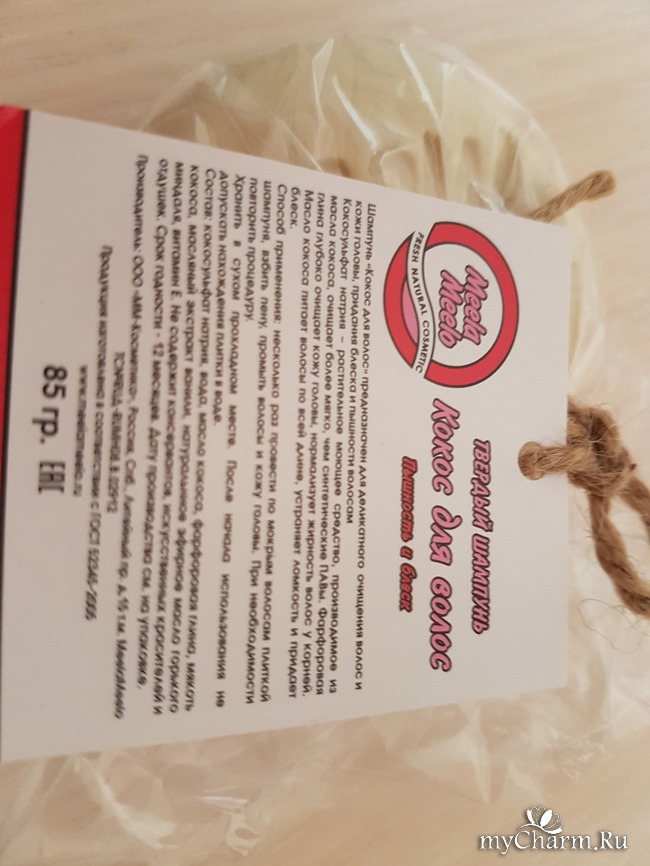 Meela
Meelo
FRESH NATURAL COSMETIC
ТВЕРДЫЙ ШАМПУНЬ
Кокос для волос
Пышность и блеск
Шампунь «Кокос для волос» предназначен для деликатного очищения волос и
кожи головы, придания блеска и пышности волосам
Кокосульфат натрия – растительное моющее средство, производимое из
масла кокоса, очищает более мягко, чем синтетические ПАВы. Фарфоровая
глина глубоко очищает кожу головы, нормализует жирность волос у корней.
Масло кокоса питает волосы по всей длине, устраняет ломкость и придает
блеск.
Способ применения: несколько раз провести по мокрым волосам плиткой
шампуня, взбить пену, промыть волосы и кожу головы. При необходимости
повторить процедуру.
Хранить в сухом прохладном месте. После начала использования не
допускать нахождения плитки в воде.
Состав: кокосульфат натрия, вода, масло кокоса, фарфоровая глина, мякоть
кокоса, масляный экстракт ванили, натуральное эфирное масло горького
миндаля, витамин Е. Не содержит консервантов, искусственных красителей и
отдушек. Срок годности - 12 месяцев. Дату производства см. на упаковке.
Производитель: ООО «ММ-Косметика», Россия, Спб, Литейный пр. д.15 т.м. MeelaMeelo
Продукция изготовлена в соответствии с ГОСТ 52345-2005
www.meelameelo.ru
85 гр. EAC
myCharm.Ru